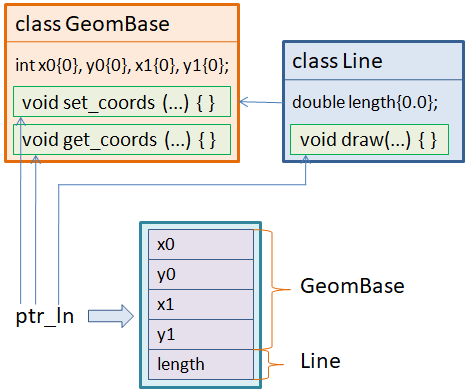 class GeomBase
int x0{0}, y0{0}, x1{0}, y1{0};
void set_coords (...) { }
void get_coords (...) { }
class Line
double length{0.0};
void draw(...) { }
x0
y0
x1
y1
length
GeomBase
Line
ptr_ln